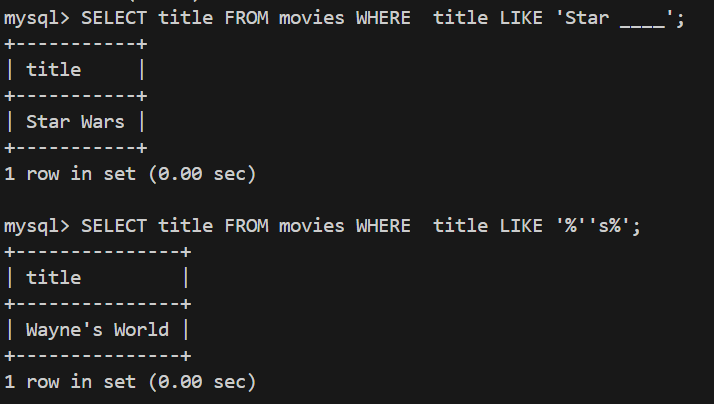 mysql> SELECT title FROM movies WHERE  title LIKE 'Star ____';
+-----------+
| title     |
+-----------+
| Star Wars |
+-----------+
1 row in set (0.00 sec)

mysql> SELECT title FROM movies WHERE  title LIKE '%''s%';
+---------------+
| title         |
+---------------+
| Wayne's World |
+---------------+
1 row in set (0.00 sec)